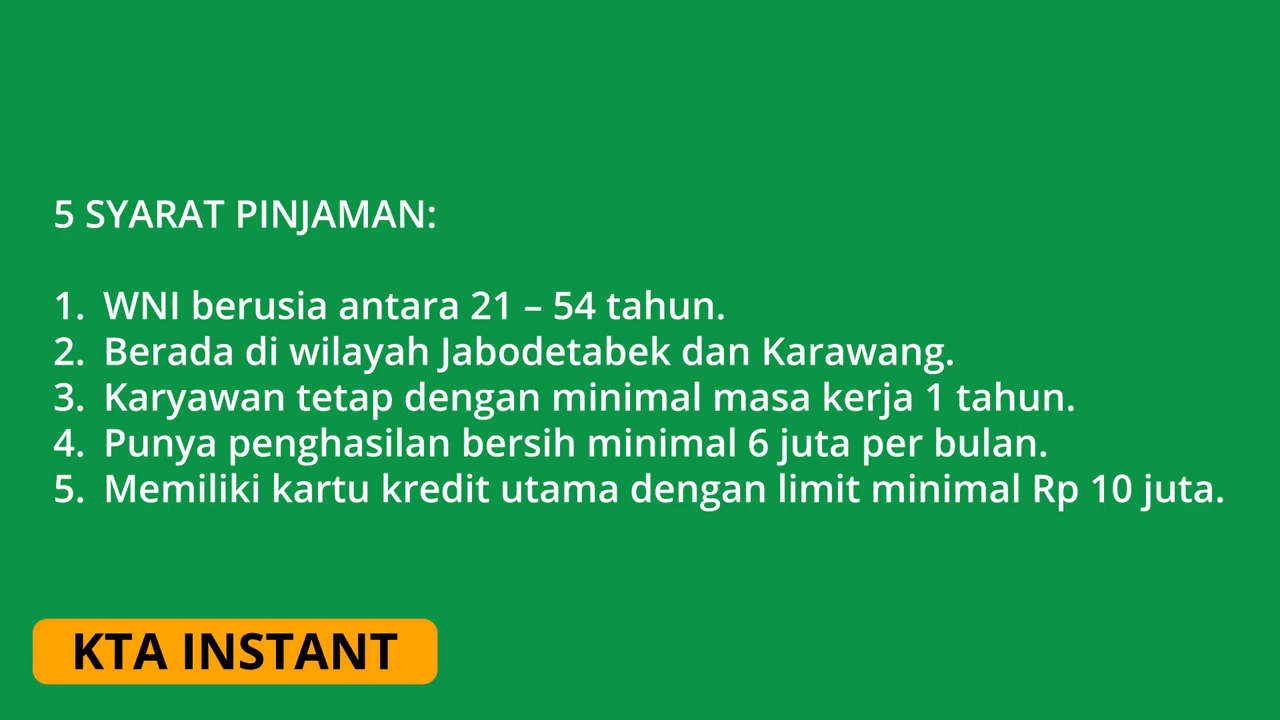 5 SYARAT PINJAMAN:
1. WNI berusia antara 21 – 54 tahun.
2. Berada di wilayah Jabodetabek dan Karawang.
3. Karyawan tetap dengan minimal masa kerja 1 tahun.
4. Punya penghasilan bersih minimal 6 juta per bulan.
5. Memiliki kartu kredit utama dengan limit minimal Rp 10 juta.
KTA INSTANT